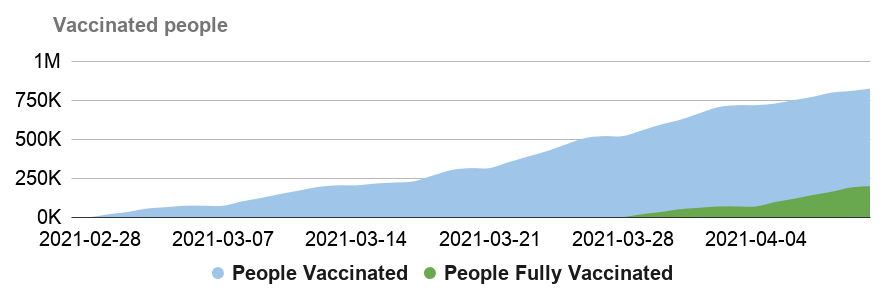 Vaccinated people
1M
750K
500K
250K
0K
2021-02-28 2021-03-07 2021-03-14 2021-03-21 2021-03-28 2021-04-04
People Vaccinated People Fully Vaccinated